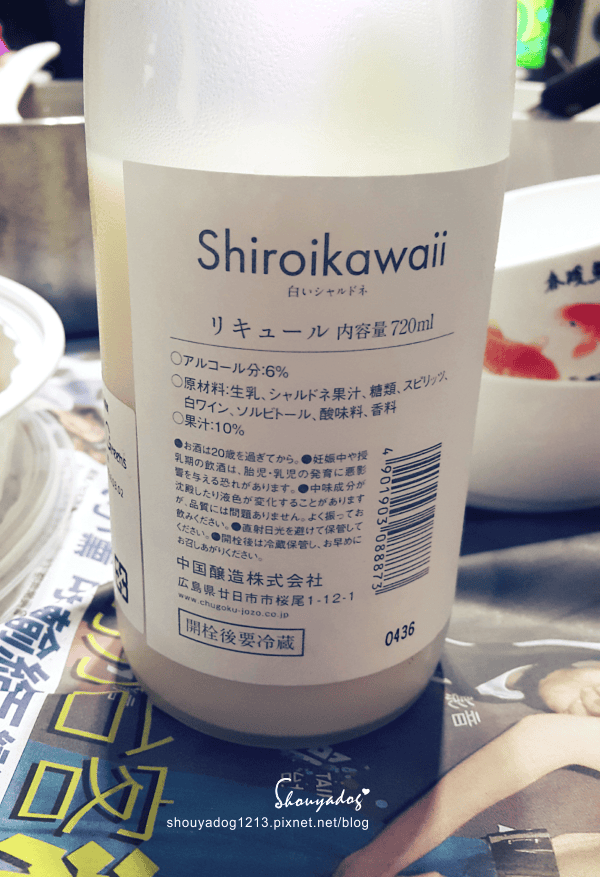 Shiroikawaii
白いシャルドネ
リキュール 内容量720ml
○アルコール分:6%
○原材料:生乳、シャルドネ果汁、糖類、スピリッツ、
白ワイン、ソルビトール、酸味料、香料
○果汁:10%
●お酒は20歳を過ぎてから。●妊娠中や授
乳期の飲酒は、胎児・乳児の発育に悪影
響を与える恐れがあります。●中味成分が
沈殿したり液色が変化することがあります
が、品質には問題ありません。よく振ってお
飲みください。●直射日光を避けて保管して
ください。●開栓後は冷蔵保管し、お早めに
お召しあがりください。
4901903088873
中国醸造株式会社
広島県廿日市市桜尾1-12-1
www.chugoku-jozo.co.jp
開栓後要冷蔵
0436
影音
Shouyadog
shouyadog1213.pixnet.net/blog